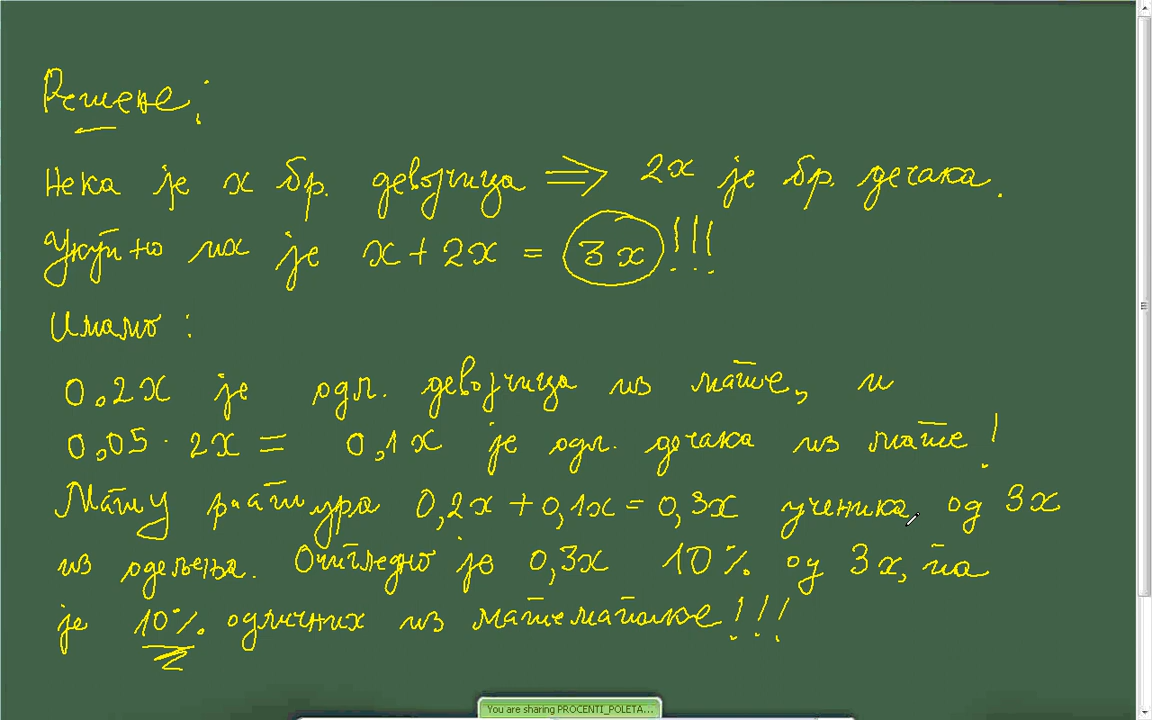 Решење:
Нека је x бр. девојчица ⇒ 2x је бр. дечака.
Укупно их је x + 2x = 3x !!!
Имамо:
0,2x је одл. девојчица из мате, и
0,05 · 2x = 0,1x је одл. дечака из мате!
Мату 0,2x + 0,1x = 0,3x ученика од 3x
из одељења. Очигледно је 0,3x 10% од 3x, па
је 10% одличних из математике!!!
You are sharing PROCENTI_POLETA...